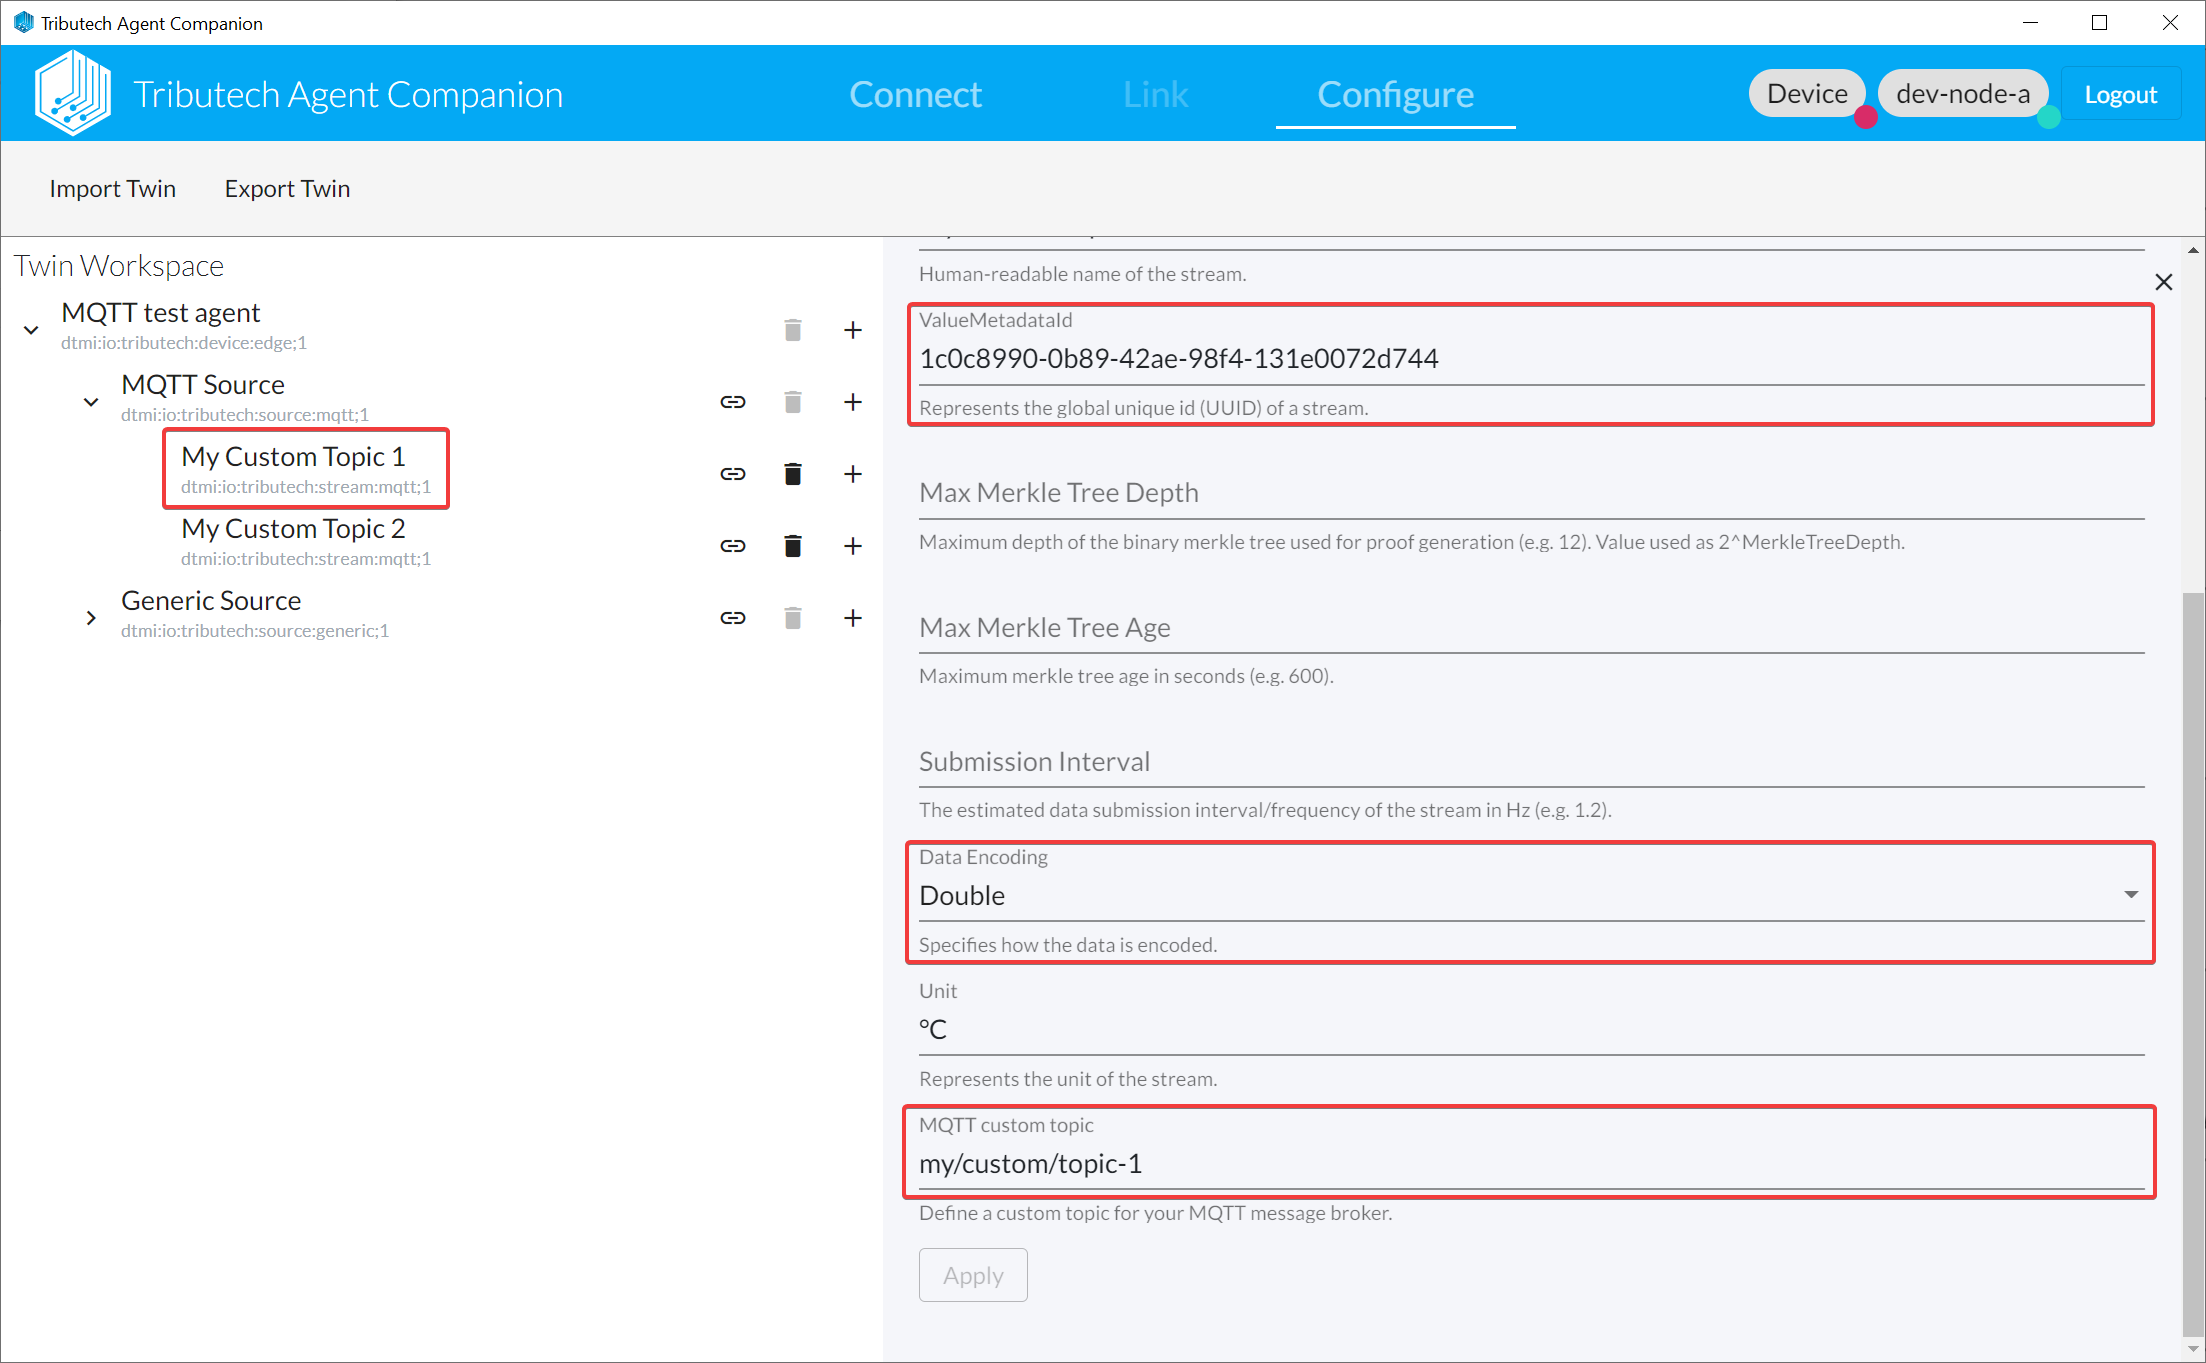 Tributech Agent Companion
Tributech Agent Companion
Connect
Link
Configure
Device
dev-node-a
Logout
Import Twin
Export Twin
Twin Workspace
MQTT test agent
dtmi:io:tributech:device:edge;1
MQTT Source
dtmi:io:tributech:source:mqtt;1
My Custom Topic 1
dtmi:io:tributech:stream:mqtt;1
My Custom Topic 2
dtmi:io:tributech:stream:mqtt;1
Generic Source
dtmi:io:tributech:source:generic;1
Human-readable name of the stream.
ValueMetadataId
1c0c8990-0b89-42ae-98f4-131e0072d744
Represents the global unique id (UUID) of a stream.
Max Merkle Tree Depth
Maximum depth of the binary merkle tree used for proof generation (e.g. 12). Value used as 2^MerkleTreeDepth.
Max Merkle Tree Age
Maximum merkle tree age in seconds (e.g. 600).
Submission Interval
The estimated data submission interval/frequency of the stream in Hz (e.g. 1.2).
Data Encoding
Double
Specifies how the data is encoded.
Unit
°C
Represents the unit of the stream.
MQTT custom topic
my/custom/topic-1
Define a custom topic for your MQTT message broker.
Apply